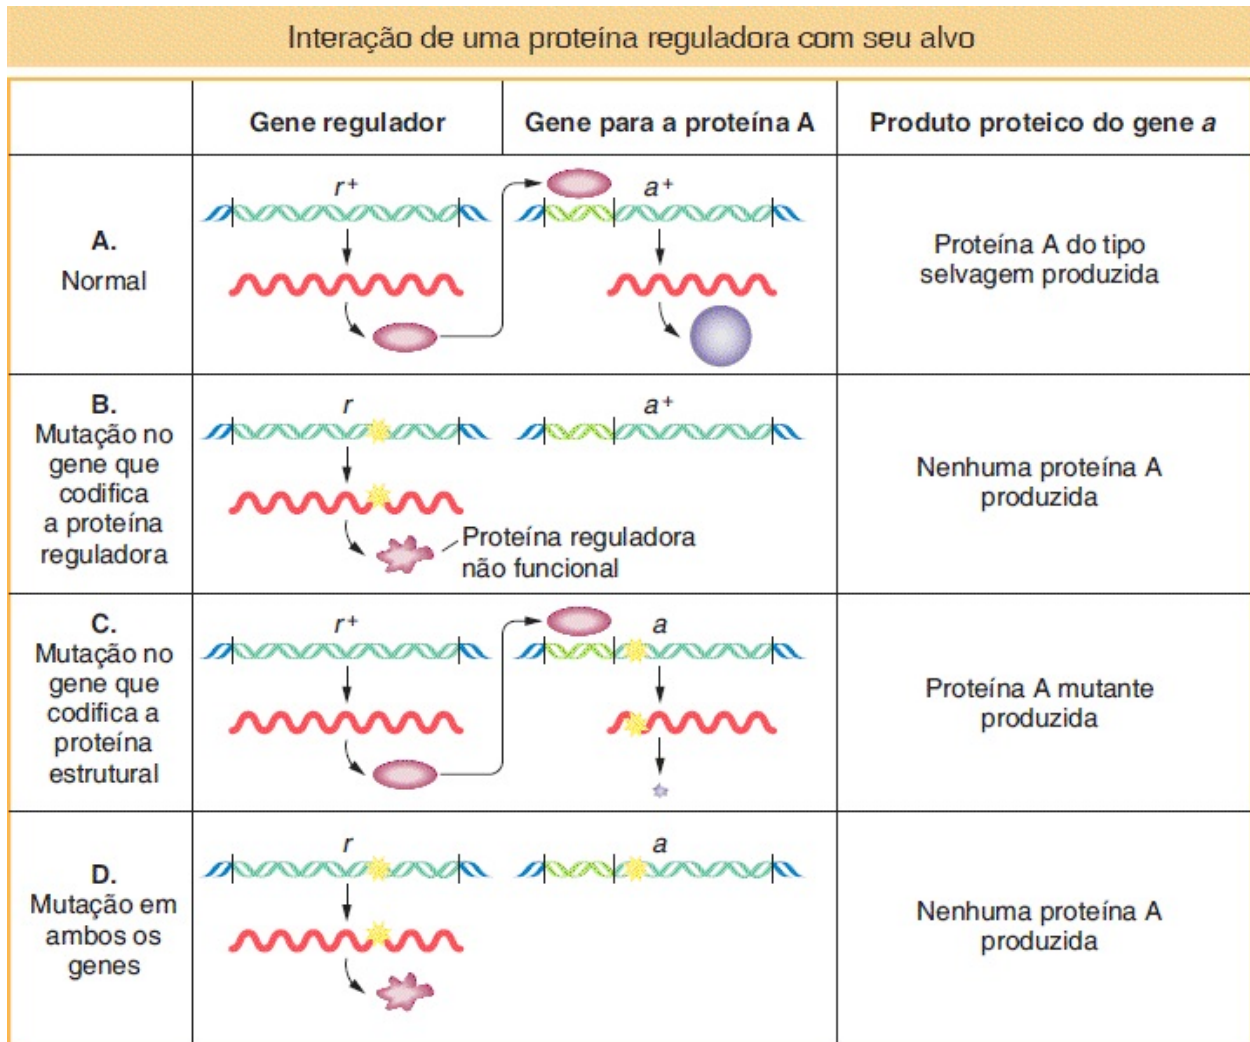 Interação de uma proteína reguladora com seu alvo
Gene regulador
Gene para a proteína A
Produto proteico do gene a
A.
Normal
r+
a+
Proteína A do tipo
selvagem produzida
B.
Mutação no
gene que
codifica
a proteína
reguladora
r
a+
Proteína reguladora
não funcional
Nenhuma proteína A
produzida
C.
Mutação no
gene que
codifica a
proteína
estrutural
r+
a
Proteína A mutante
produzida
D.
Mutação em
ambos os
genes
r
a
Nenhuma proteína A
produzida